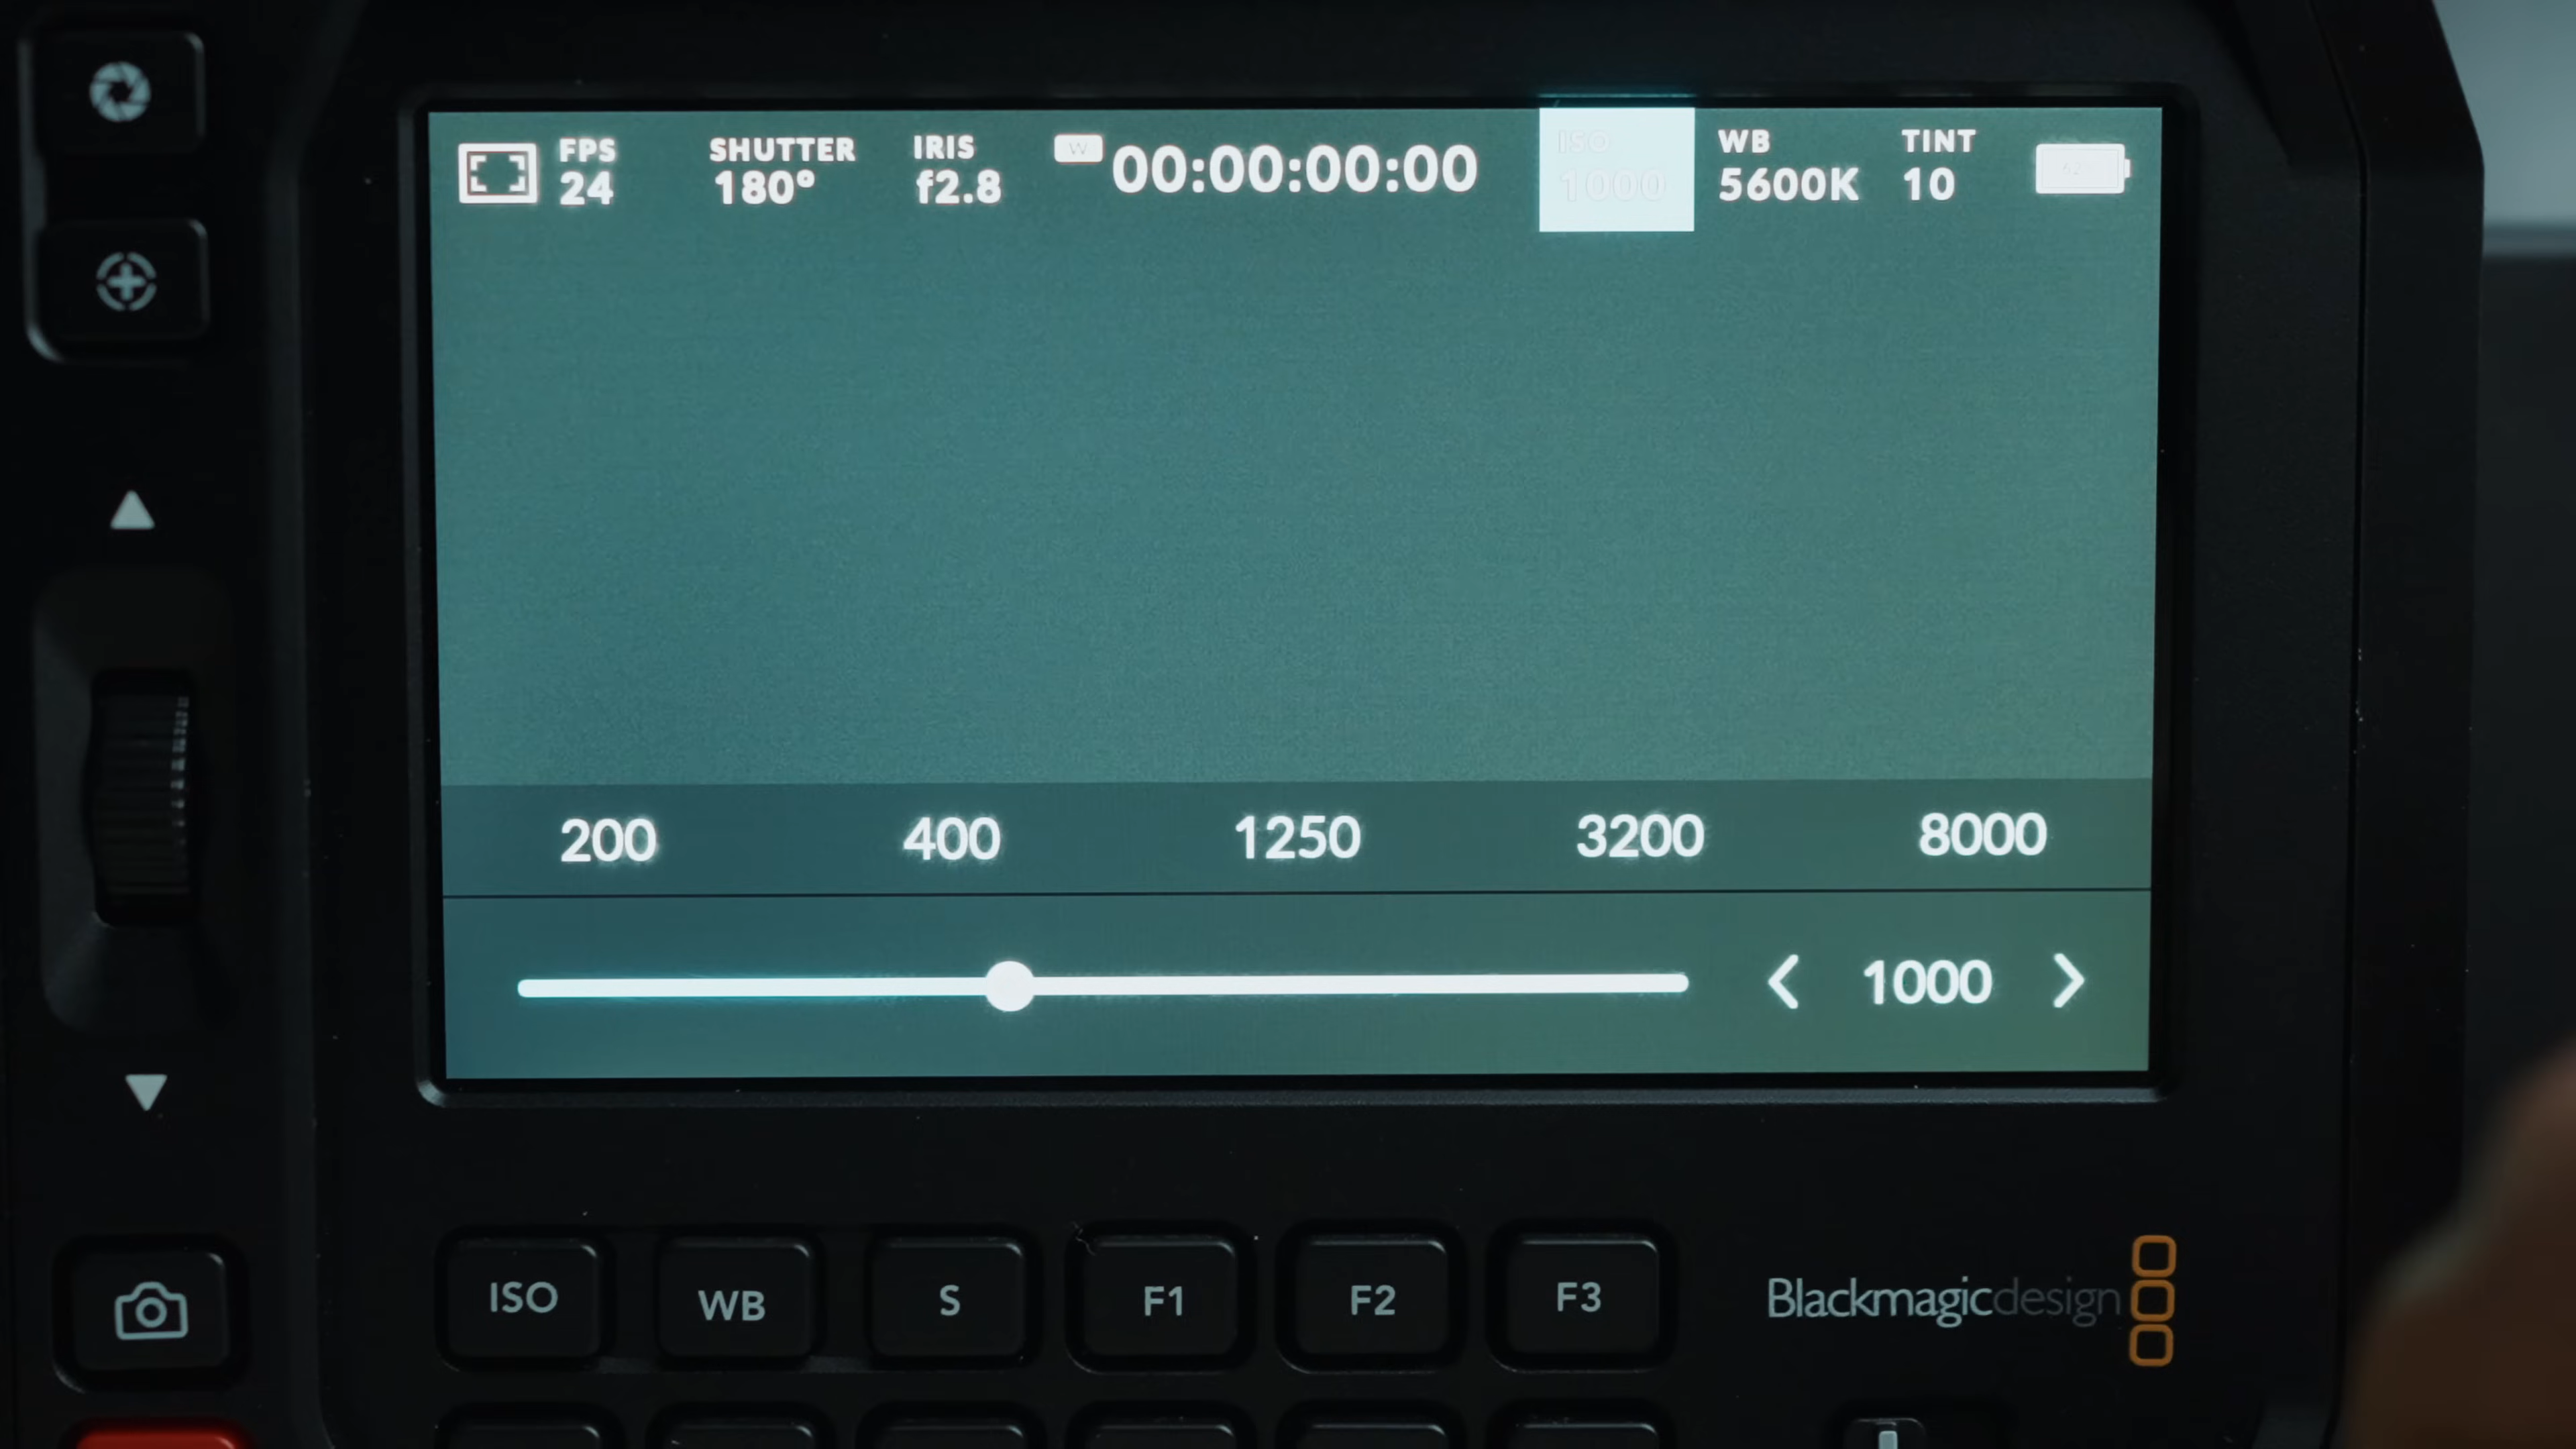 FPS
24
SHUTTER
180°
IRIS
f2.8
W
00:00:00:00
ISO
1000
WB
5600K
TINT
10
200 400 1250 3200 8000
1000
ISO WB S F1 F2 F3
Blackmagicdesign